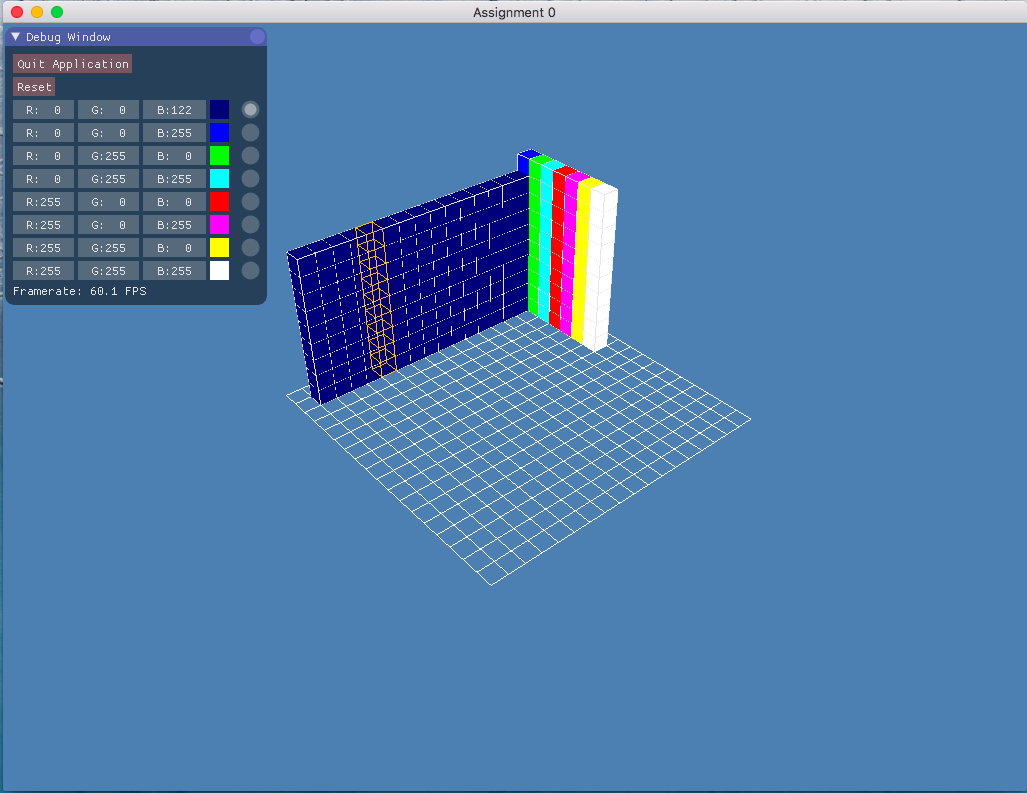 Assignment 0
Debug Window
Quit Application
Reset
R: 0 G: 0 B:122
R: 0 G: 0 B:255
R: 0 G:255 B: 0
R: 0 G:255 B:255
R:255 G: 0 B: 0
R:255 G: 0 B:255
R:255 G:255 B: 0
R:255 G:255 B:255
Framerate: 60.1 FPS